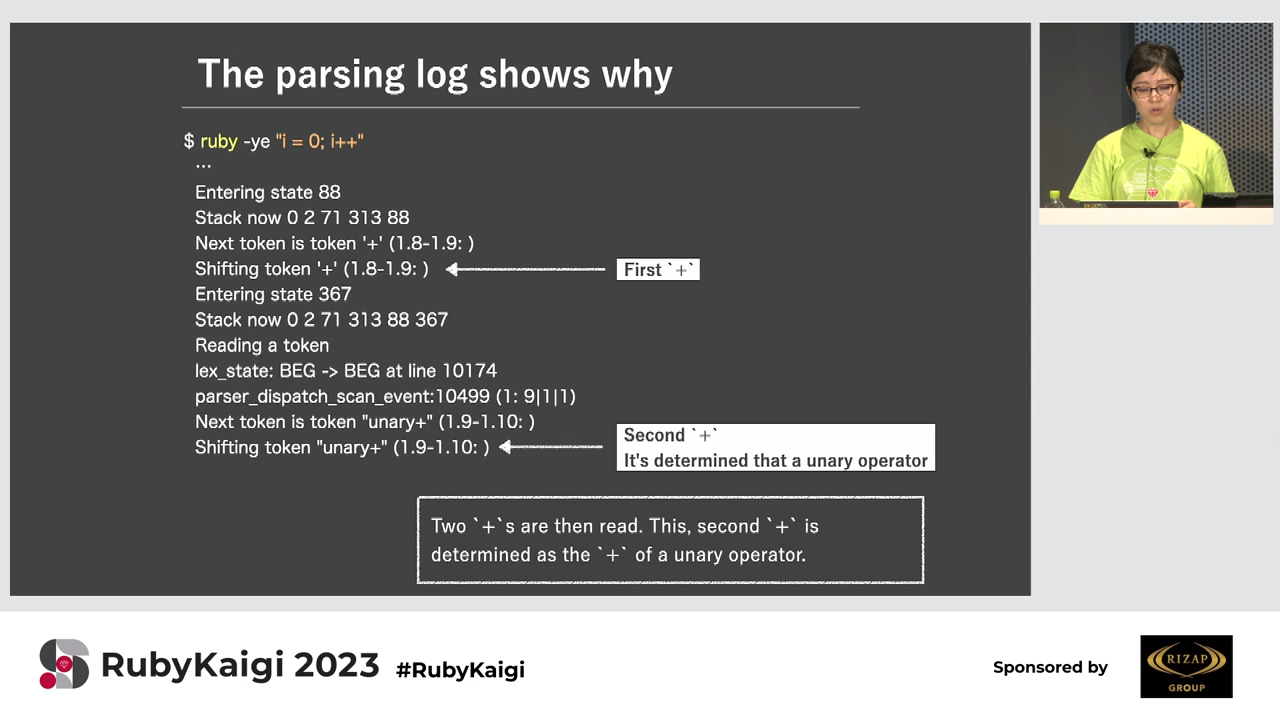 The parsing log shows why
$ ruby -ye "i = 0; i++"
...
Entering state 88
Stack now 0 2 71 313 88
Next token is token '+' (1.8-1.9: )
Shifting token '+' (1.8-1.9: )
First `+`
Entering state 367
Stack now 0 2 71 313 88 367
Reading a token
lex_state: BEG -> BEG at line 10174
parser_dispatch_scan_event:10499 (1: 9|1|1)
Next token is token "unary+" (1.9-1.10: )
Shifting token "unary+" (1.9-1.10: )
Second `+`
It's determined that a unary operator
Two `+`s are then read. This, second `+` is
determined as the `+` of a unary operator.
RubyKaigi 2023 #RubyKaigi
Sponsored by
RIZAP
GROUP